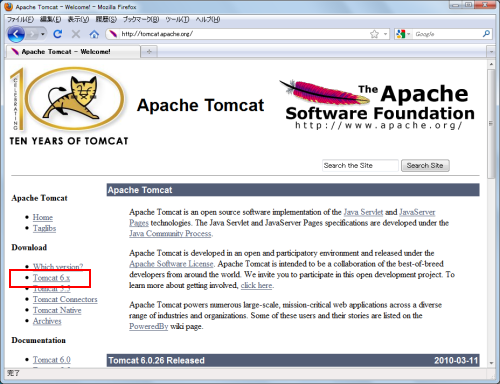 Apache Tomcat - Welcome! - Mozilla Firefox
ファイル(F) 編集(E) 表示(V) 履歴(S) ブックマーク(B) ツール(T) ヘルプ(H)
http://tomcat.apache.org/
Google
Apache Tomcat - Welcome!
CELEBRATING
10
TEN YEARS OF TOMCAT
Apache Tomcat
The Apache
Software Foundation
http://www.apache.org/
Search the Site
Search Site
Apache Tomcat
Home
Taglibs
Download
Which version?
Tomcat 6.x
Tomcat 5.5
Tomcat Connectors
Tomcat Native
Archives
Documentation
Tomcat 6.0
Apache Tomcat
Apache Tomcat is an open source software implementation of the Java Servlet and JavaServer
Pages technologies. The Java Servlet and JavaServer Pages specifications are developed under the
Java Community Process.
Apache Tomcat is developed in an open and participatory environment and released under the
Apache Software License. Apache Tomcat is intended to be a collaboration of the best-of-breed
developers from around the world. We invite you to participate in this open development project. To
learn more about getting involved, click here.
Apache Tomcat powers numerous large-scale, mission-critical web applications across a diverse
range of industries and organizations. Some of these users and their stories are listed on the
PoweredBy wiki page.
Tomcat 6.0.26 Released 2010-03-11
完了